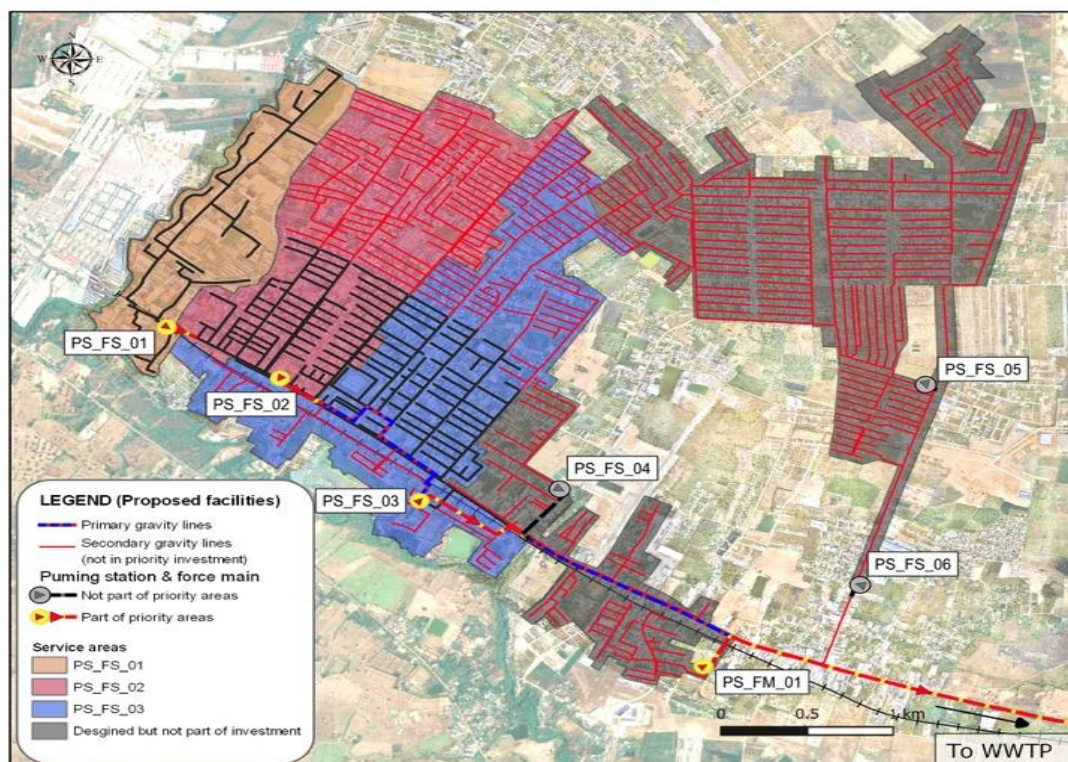 N
W
E
S
PS_FS_01
PS_FS_02
PS_FS_05
PS_FS_04
PS_FS_03
PS_FS_06
PS_FM_01
LEGEND (Proposed facilities)
Primary gravity lines
Secondary gravity lines
(not in priority investment)
Puming station & force main
Not part of priority areas
Part of priority areas
Service areas
PS_FS_01
PS_FS_02
PS_FS_03
Desgined but not part of investment
0 0.5 1 km
To WWTP